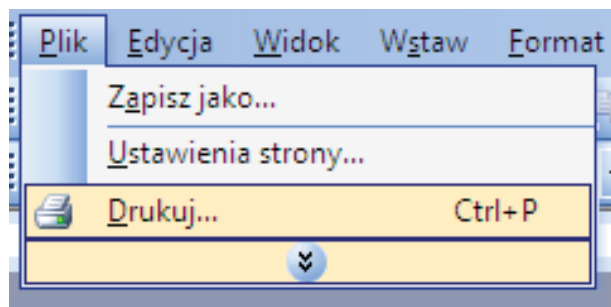 Plik Edycja Widok Wstaw Format
Zapisz jako...
Ustawienia strony...
Drukuj... Ctrl+P